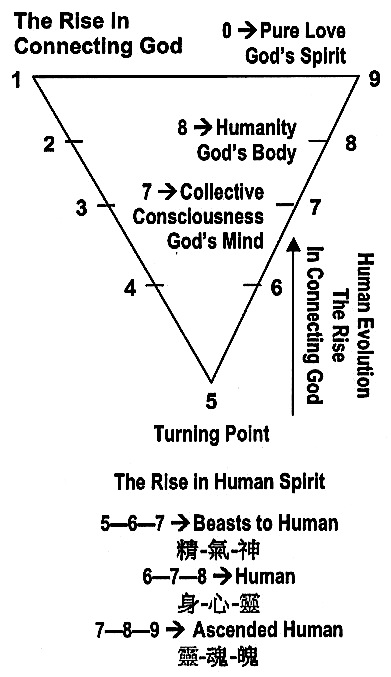 The Rise In
Connecting God
0 → Pure Love
God's Spirit
1
9
2
8 → Humanity
God's Body
8
3
7 → Collective
Consciousness
God's Mind
7
4
6
Human Evolution
The Rise
In Connecting God
5
Turning Point
The Rise in Human Spirit
5—6—7 → Beasts to Human
精-氣-神
6—7—8 → Human
身-心-靈
7—8—9 → Ascended Human
靈-魂-魄